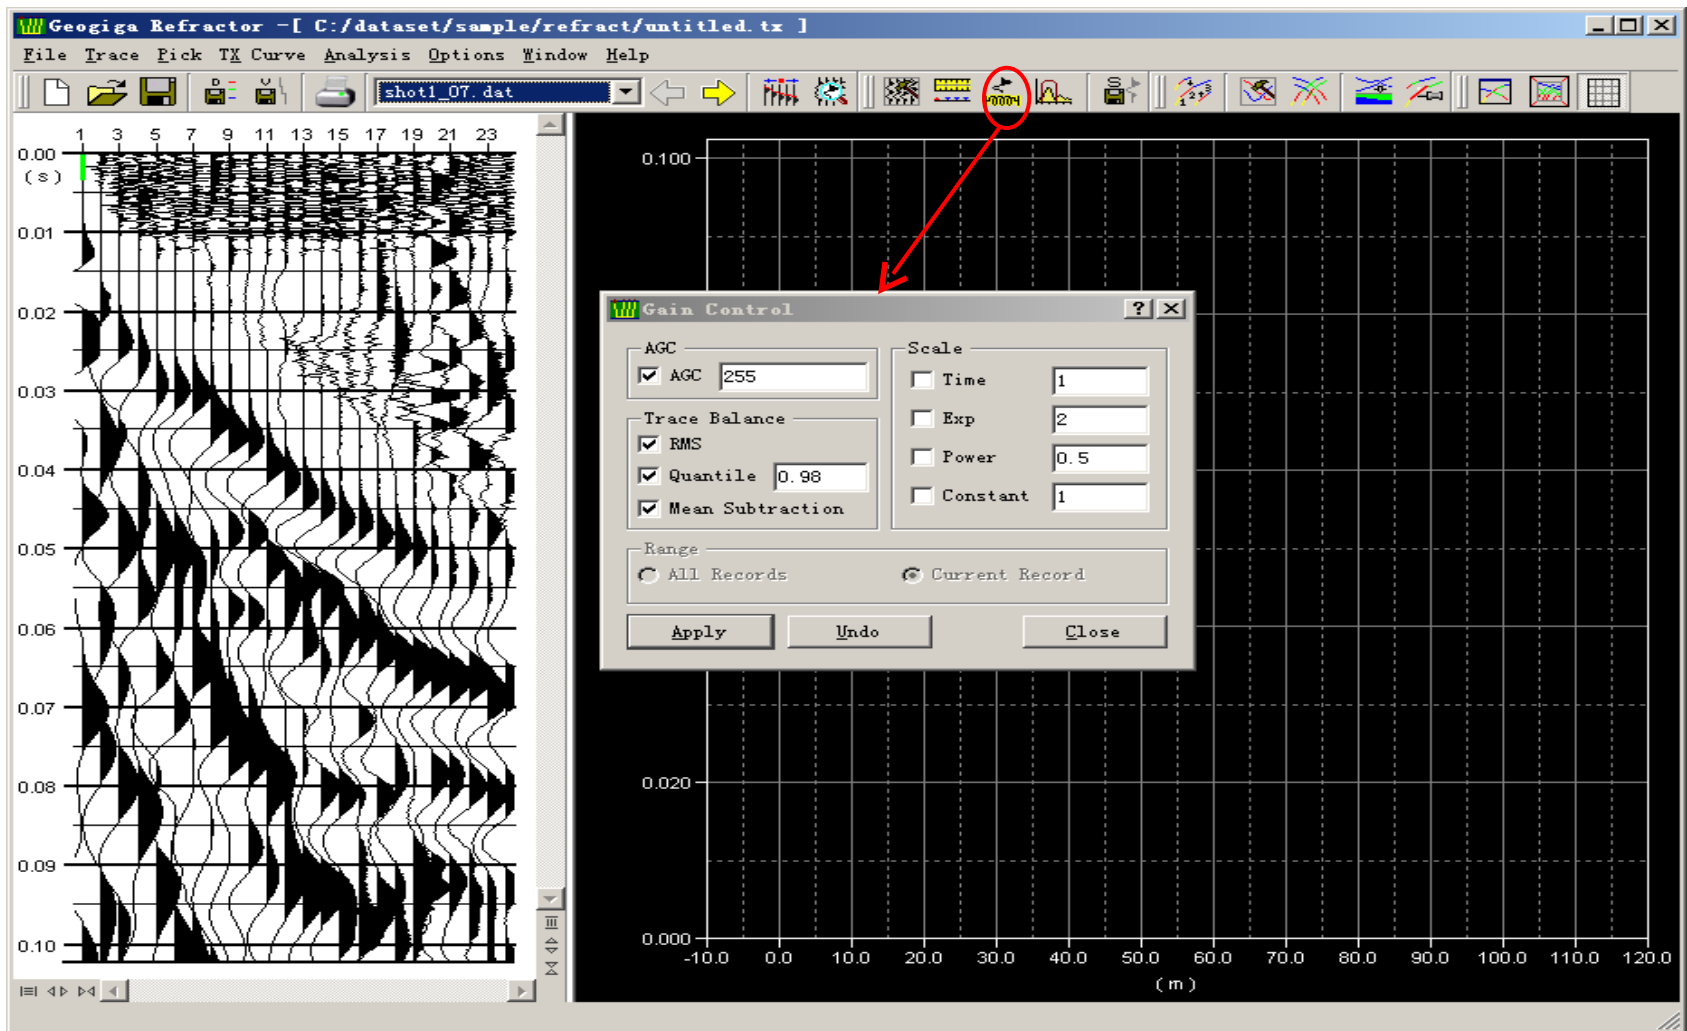 Geogiga Refractor -[ C:/dataset/sample/refract/untitled.tx ]
File Trace Pick TX Curve Analysis Options Window Help
shot1_07.dat
1 3 5 7 9 11 13 15 17 19 21 23
0.00
(s)
0.01
0.02
0.03
0.04
0.05
0.06
0.07
0.08
0.09
0.10
0.100
Gain Control
AGC
AGC 255
Trace Balance
RMS
Quantile 0.98
Mean Subtraction
Scale
Time 1
Exp 2
Power 0.5
Constant 1
Range
All Records Current Record
Apply Undo Close
0.020
0.000
-10.0 0.0 10.0 20.0 30.0 40.0 50.0 60.0 70.0 80.0 90.0 100.0 110.0 120.0
(m)